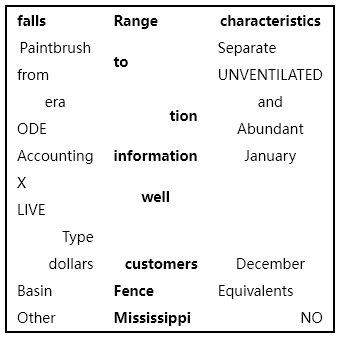 falls Range characteristics
Paintbrush to Separate
from UNVENTILATED
era tion and
ODE Abundant
Accounting information January
X well
LIVE
Type
dollars customers December
Basin Fence Equivalents
Other Mississippi NO